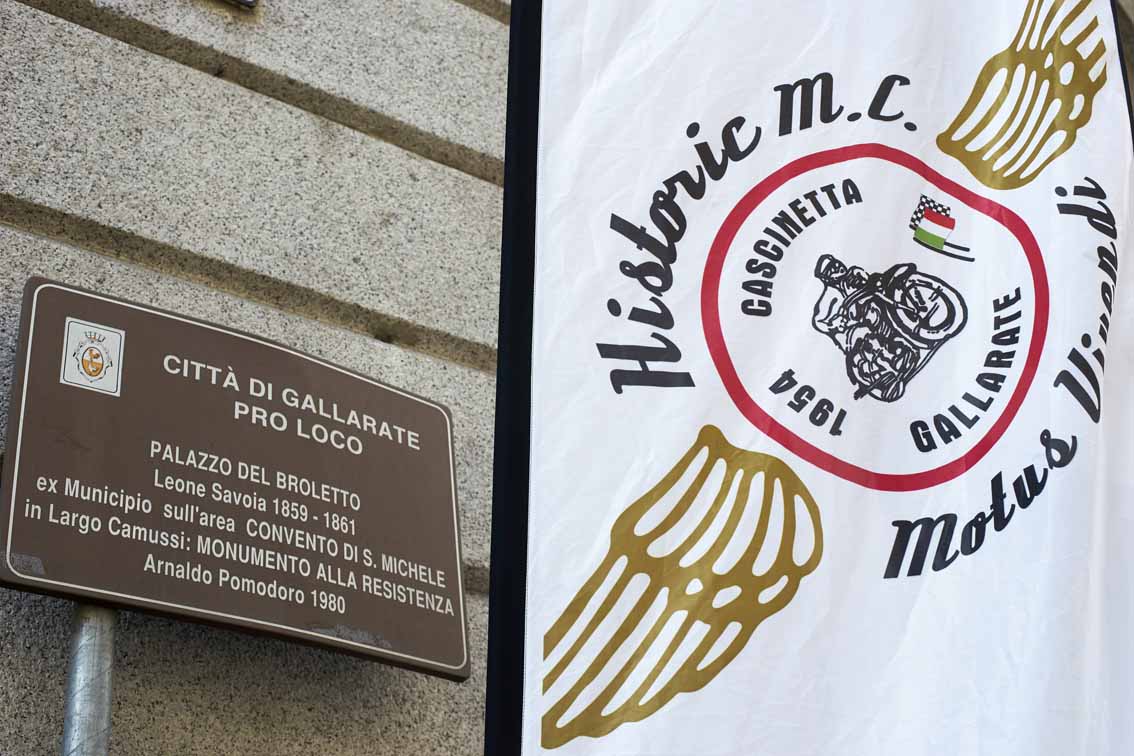 CITTÀ DI GALLARATE
PRO LOCO
PALAZZO DEL BROLETTO
Leone Savoia 1859 - 1861
ex Municipio sull'area CONVENTO DI S. MICHELE
in Largo Camussi: MONUMENTO ALLA RESISTENZA
Arnaldo Pomodoro 1980
Historic M.C.
CASCINETTA
GALLARATE
1954
Motus Vivendi